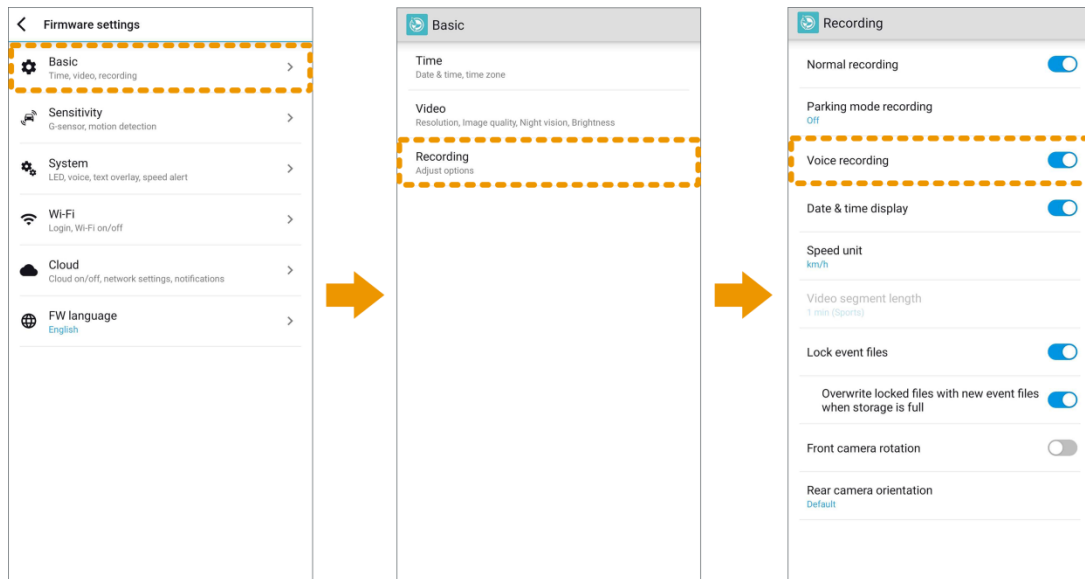 Firmware settings
Basic
Time, video, recording
Sensitivity
G-sensor, motion detection
System
LED, voice, text overlay, speed alert
Wi-Fi
Login, Wi-Fi on/off
Cloud
Cloud on/off, network settings, notifications
FW language
English
Basic
Time
Date & time, time zone
Video
Resolution, Image quality, Night vision, Brightness
Recording
Adjust options
Recording
Normal recording
Parking mode recording
Off
Voice recording
Date & time display
Speed unit
km/h
Video segment length
1 min (Sports)
Lock event files
Overwrite locked files with new event files
when storage is full
Front camera rotation
Rear camera orientation
Default